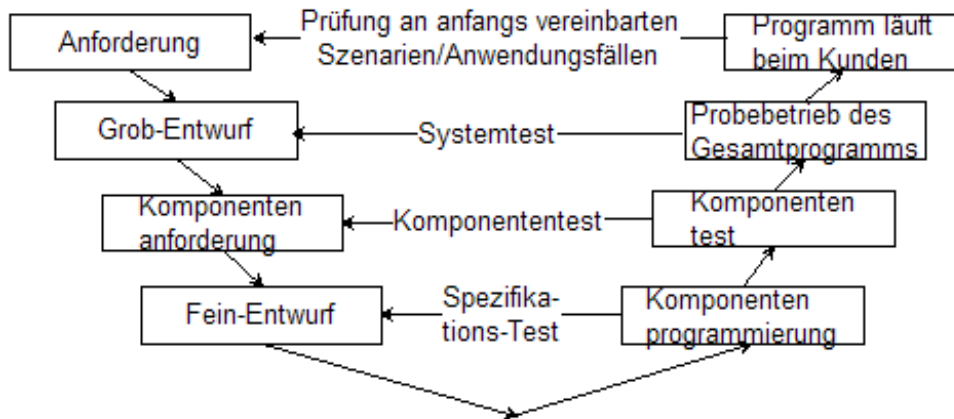 Anforderung
Prüfung an anfangs vereinbarten
Szenarien/Anwendungsfällen
Programm läuft
beim Kunden
Grob-Entwurf
Systemtest
Probebetrieb des
Gesamtprogramms
Komponenten
anforderung
Komponententest
Komponenten
test
Fein-Entwurf
Spezifika-
tions-Test
Komponenten
programmierung